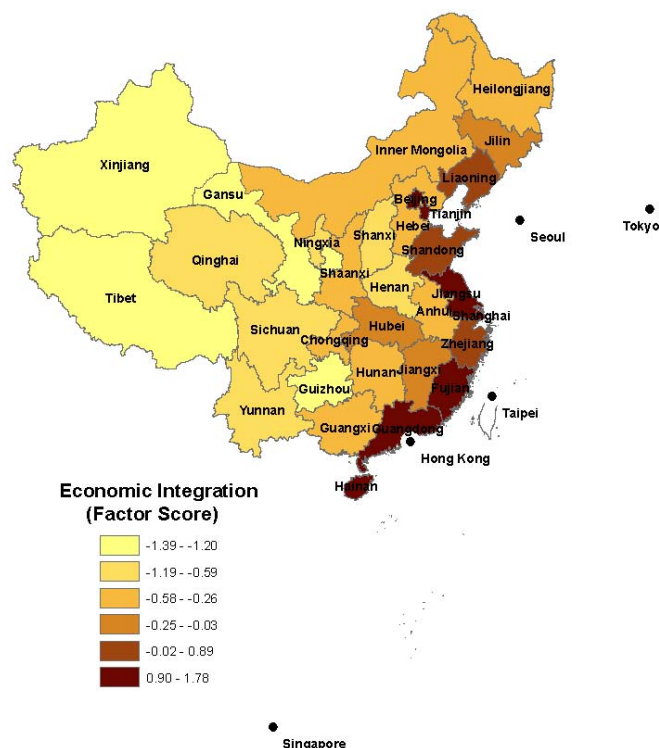 Heilongjiang
Jilin
Inner Mongolia
Liaoning
Xinjiang
Gansu
Beijing
Tianjin
Hebei
Ningxia
Shanxi
Shandong
Seoul
Tokyo
Qinghai
Shaanxi
Henan
Tibet
Jiangsu
Anhui
Shanghai
Sichuan
Hubei
Chongqing
Zhejiang
Hunan
Jiangxi
Guizhou
Fujian
Yunnan
Guangxi
Guangdong
Taipei
Hong Kong
Hainan
Economic Integration
(Factor Score)
-1.39 - -1.20
-1.19 - -0.59
-0.58 - -0.26
-0.25 - -0.03
-0.02 - 0.89
0.90 - 1.78
Singapore